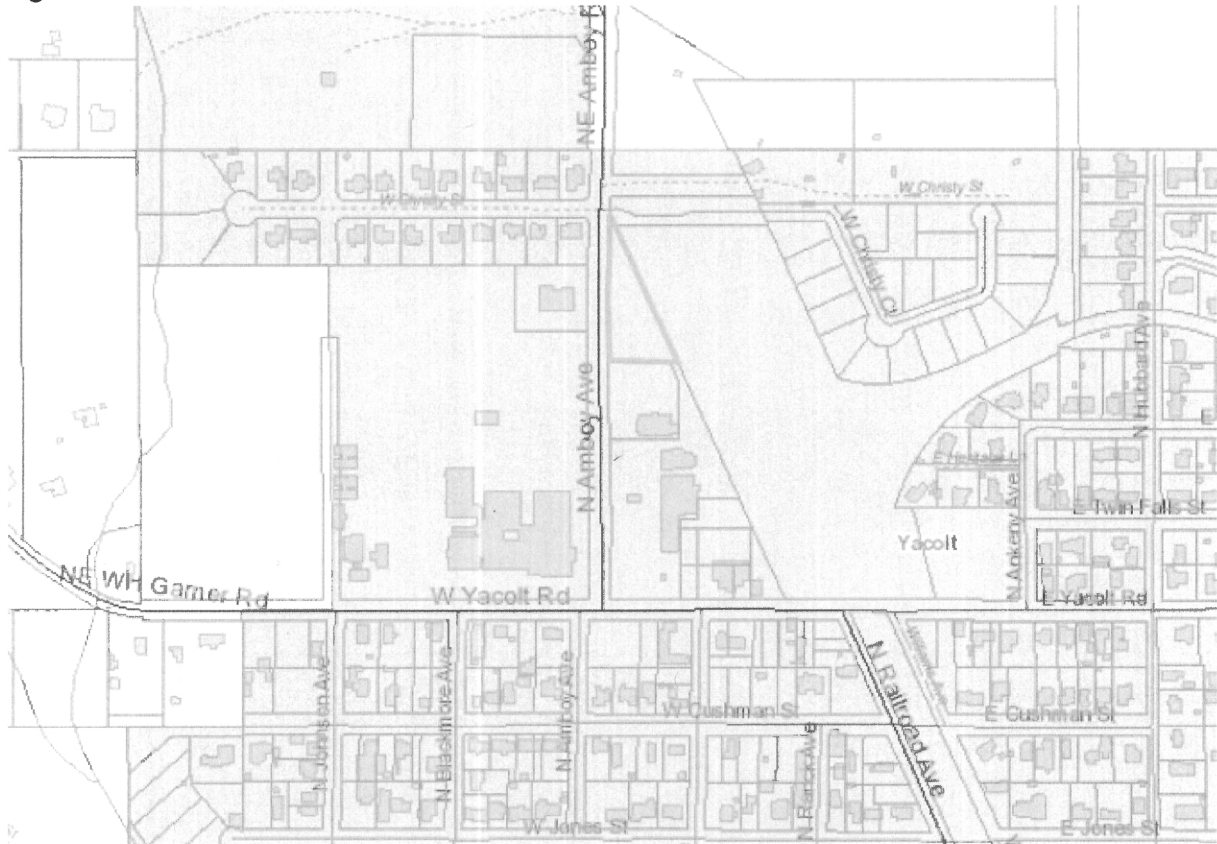 NE Amboy
W Christy St
W Christy St
W Christy Ct
N Hubbard Ave
N Amboy Ave
E Heritage L
N Ankeny Ave
E Twin Falls St
Yacolt
E
NE WH Garner Rd
W Yacolt Rd
E Yacolt Rd
N Johnson Ave
N Blackmore Ave
N Amboy Ave
W Cushman St
N Railroad Ave
E Cushman St
N Ranck Ave
W Jones St
E Jones St
N